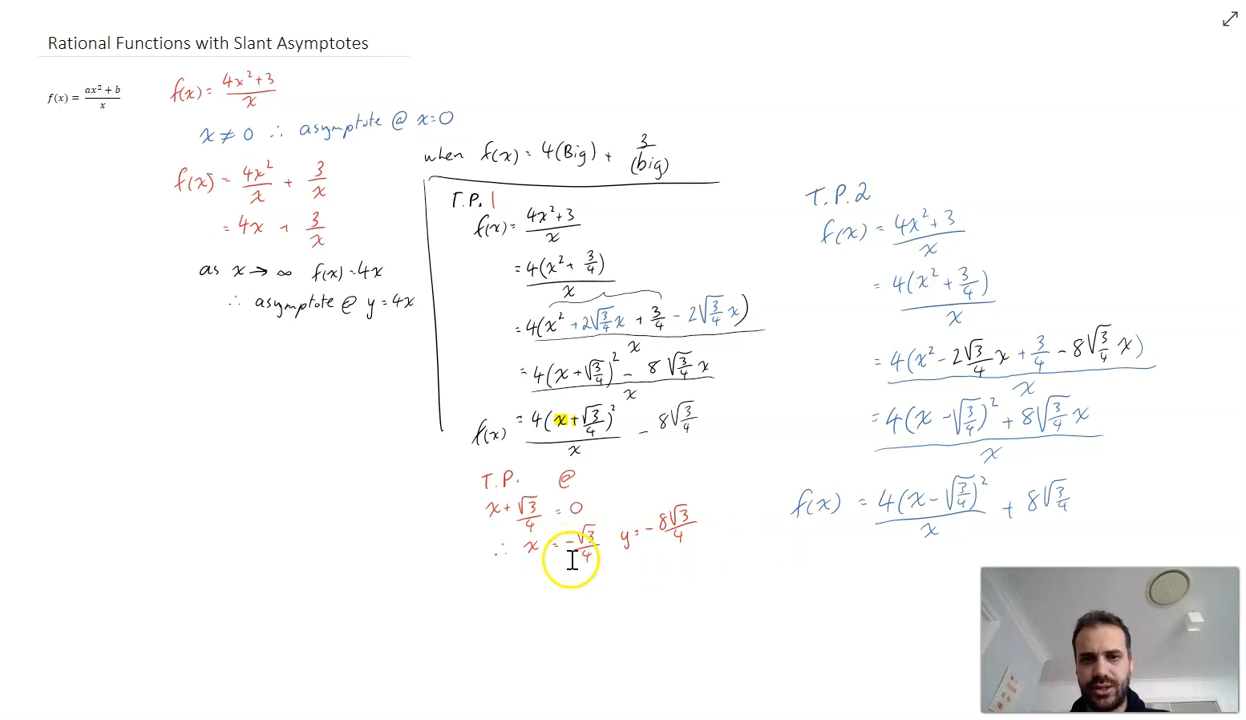 Rational Functions with Slant Asymptotes
f(x) = ax² + b / x
f(x) = 4x²+3 / x
x ≠ 0 ∴ asymptote @ x=0
f(x) = 4x²/x + 3/x
= 4x + 3/x
as x → ∞ f(x) = 4x
∴ asymptote @ y = 4x
when f(x) = 4(Big) + 3/(big)
T.P. 1
f(x) = 4x²+3 / x
= 4(x² + 3/4) / x
= 4(x² + 2√3/4 x + 3/4 - 2√3/4 x) / x
= 4(x + √3/4)² - 8√3/4 x / x
f(x) = 4(x + √3/4)² / x - 8√3/4
T.P. @
x + √3/4 = 0
∴ x = -√3/4 y = -8√3/4
T.P. 2
f(x) = 4x² + 3 / x
= 4(x² + 3/4) / x
= 4(x² - 2√3/4 x + 3/4 - 8√3/4 x) / x
= 4(x - √3/4)² + 8√3/4 x / x
f(x) = 4(x - √3/4)² / x + 8√3/4